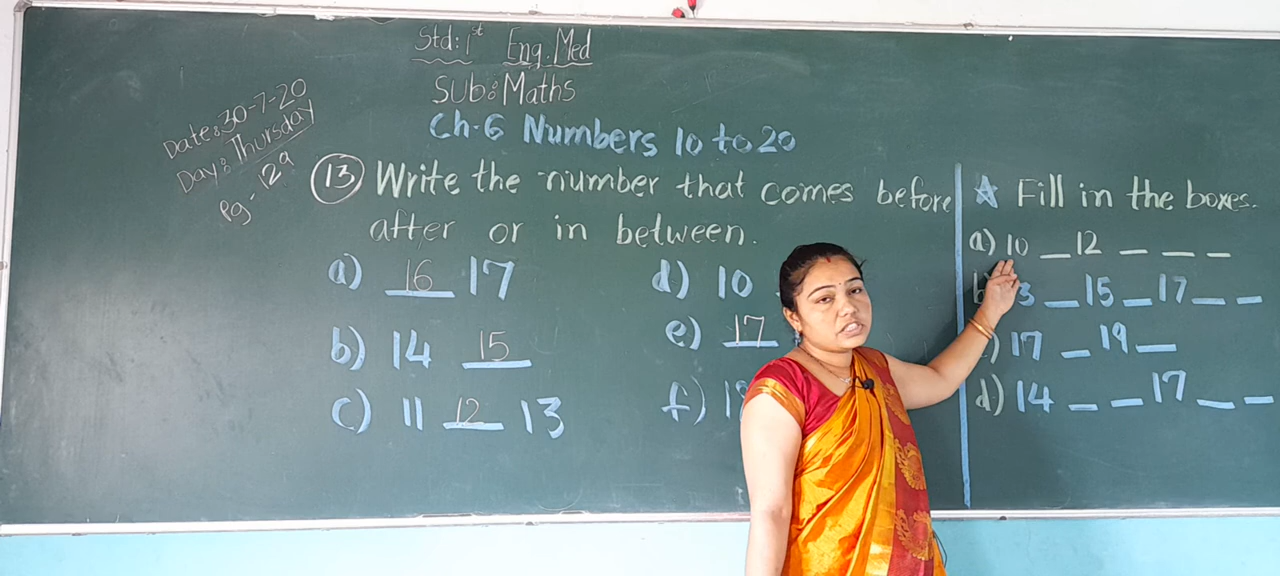 Std: 1st Eng. Med
Sub: Maths
Ch-6 Numbers 10 to 20
Date: 30-7-20
Day: Thursday
Pg- 129
13 Write the number that comes before
after or in between.
a) 16 17
b) 14 15
c) 11 12 13
d) 10
e) 17
f)
Fill in the boxes.
a) 10 _ 12 _ _ _
_ 15 _ 17 _ _
17 _ 19 _
d) 14 _ _ 17 _ _